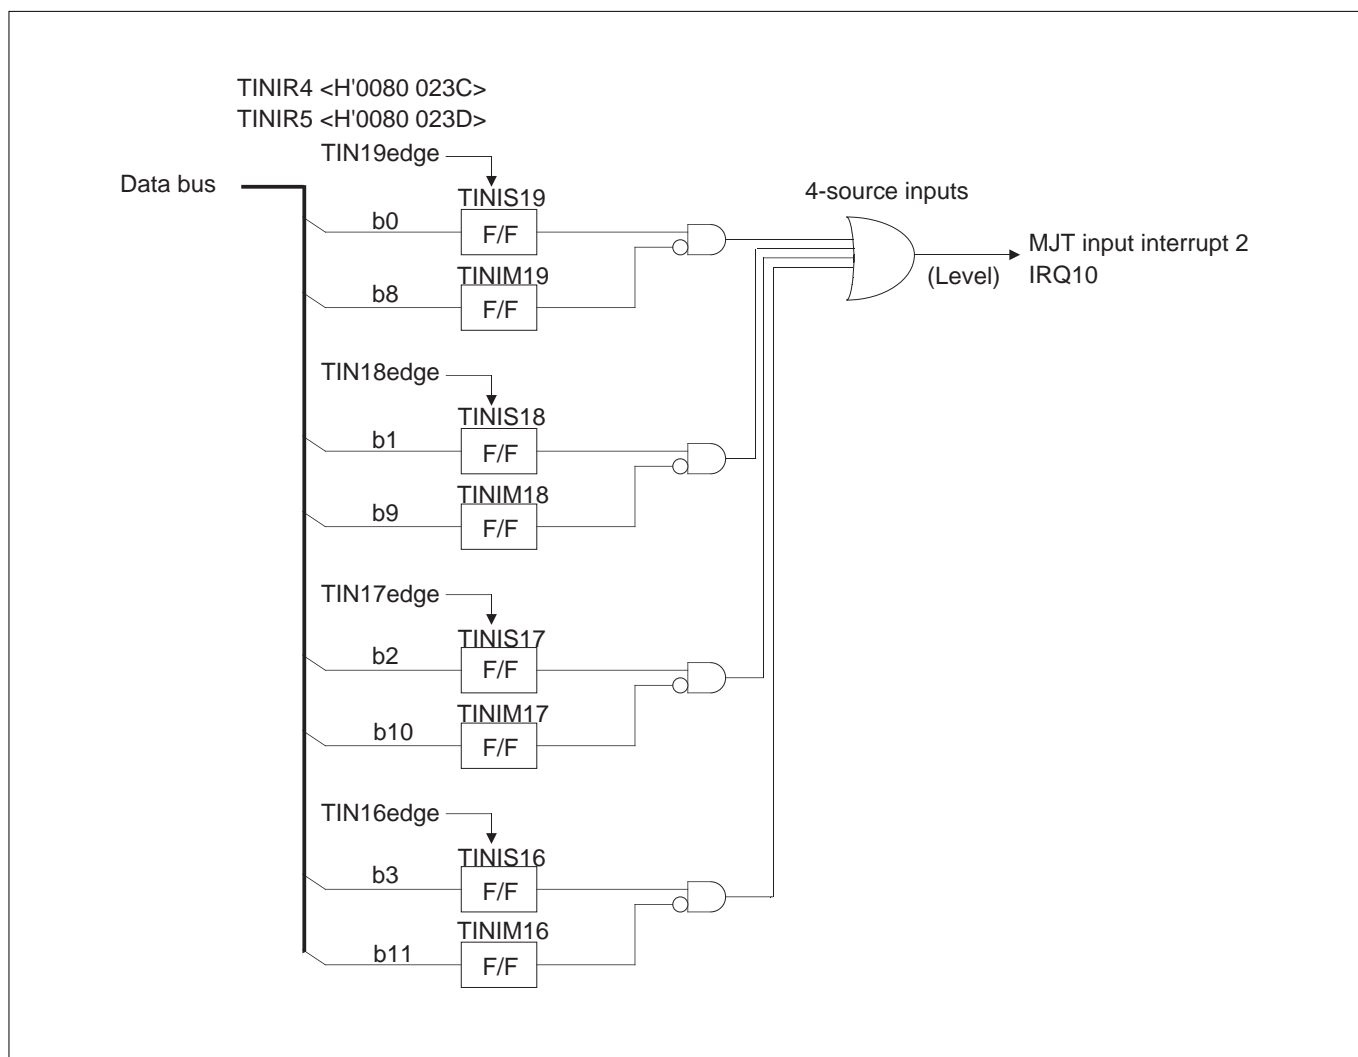 TINIR4 <H'0080 023C>
TINIR5 <H'0080 023D>
TIN19edge
Data bus
TINIS19
4-source inputs
b0
F/F
MJT input interrupt 2
(Level)
IRQ10
TINIM19
b8
F/F
TIN18edge
TINIS18
b1
F/F
TINIM18
b9
F/F
TIN17edge
TINIS17
b2
F/F
TINIM17
b10
F/F
TIN16edge
TINIS16
b3
F/F
TINIM16
b11
F/F